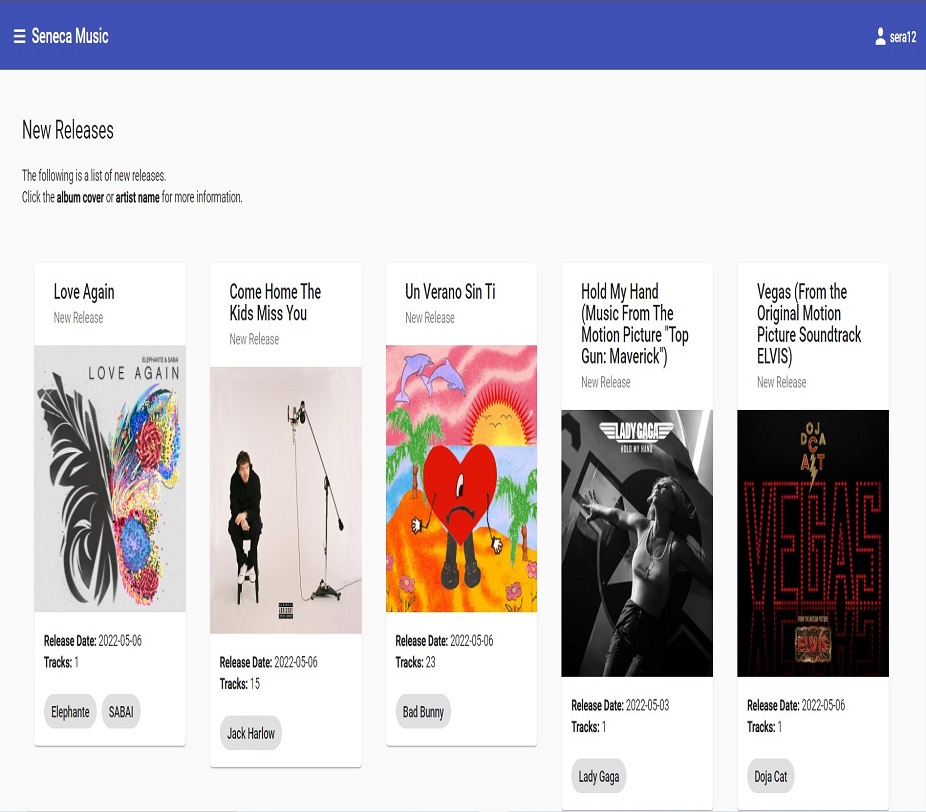 Seneca Music
sera12
New Releases
The following is a list of new releases.
Click the album cover or artist name for more information.
Love Again
New Release
ELEPHANTE & SABAI
LOVE AGAIN
Release Date: 2022-05-06
Tracks: 1
Elephante SABAI
Come Home The
Kids Miss You
New Release
Release Date: 2022-05-06
Tracks: 15
Jack Harlow
Un Verano Sin Ti
New Release
Release Date: 2022-05-06
Tracks: 23
Bad Bunny
Hold My Hand
(Music From The
Motion Picture "Top
Gun: Maverick")
New Release
LADY GAGA
HOLD MY HAND
Release Date: 2022-05-03
Tracks: 1
Lady Gaga
Vegas (From the
Original Motion
Picture Soundtrack
ELVIS)
New Release
DOJA
CAT
VEGAS
FROM THE MOTION PICTURE
ELVIS
Release Date: 2022-05-06
Tracks: 1
Doja Cat